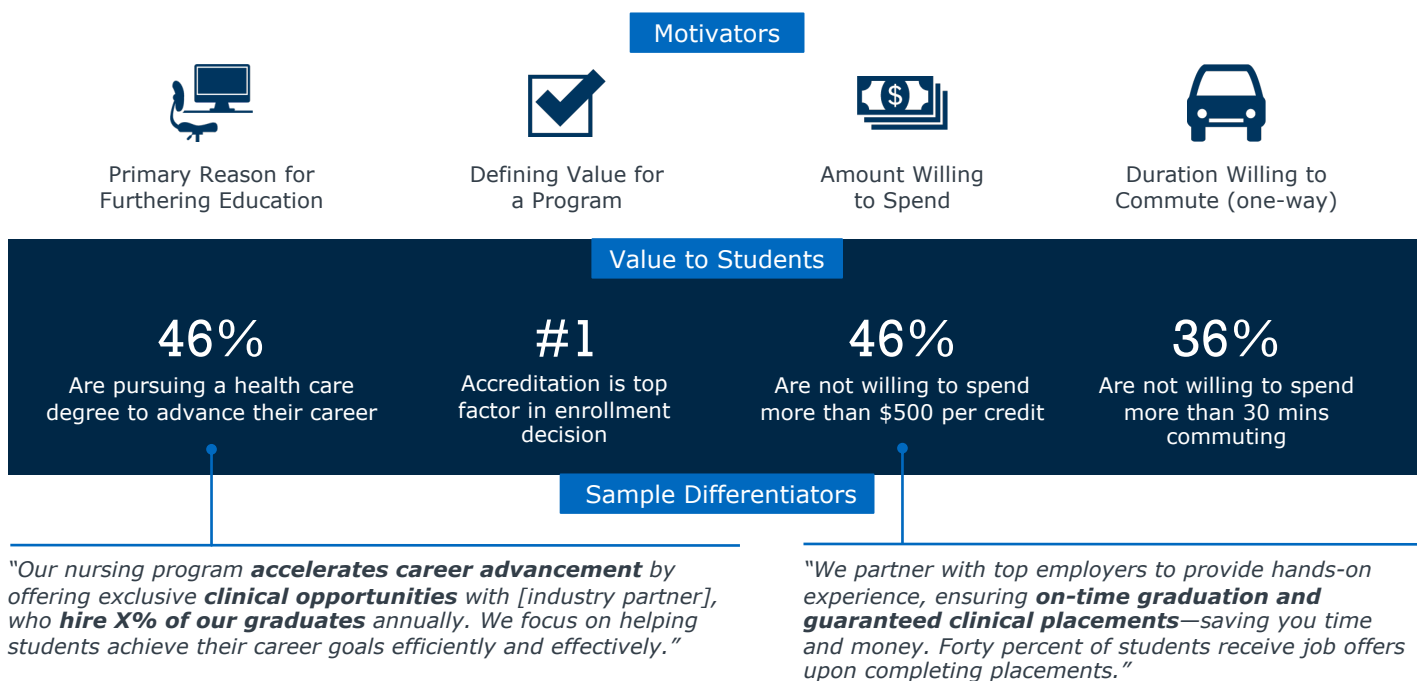 Motivators
$
Primary Reason for
Furthering Education
Defining Value for
a Program
Amount Willing
to Spend
Duration Willing to
Commute (one-way)
Value to Students
46%
Are pursuing a health care
degree to advance their career
#1
Accreditation is top
factor in enrollment
decision
46%
Are not willing to spend
more than $500 per credit
36%
Are not willing to spend
more than 30 mins
commuting
Sample Differentiators
“Our nursing program accelerates career advancement by
offering exclusive clinical opportunities with [industry partner],
who hire X% of our graduates annually. We focus on helping
students achieve their career goals efficiently and effectively.”
“We partner with top employers to provide hands-on
experience, ensuring on-time graduation and
guaranteed clinical placements—saving you time
and money. Forty percent of students receive job offers
upon completing placements.”